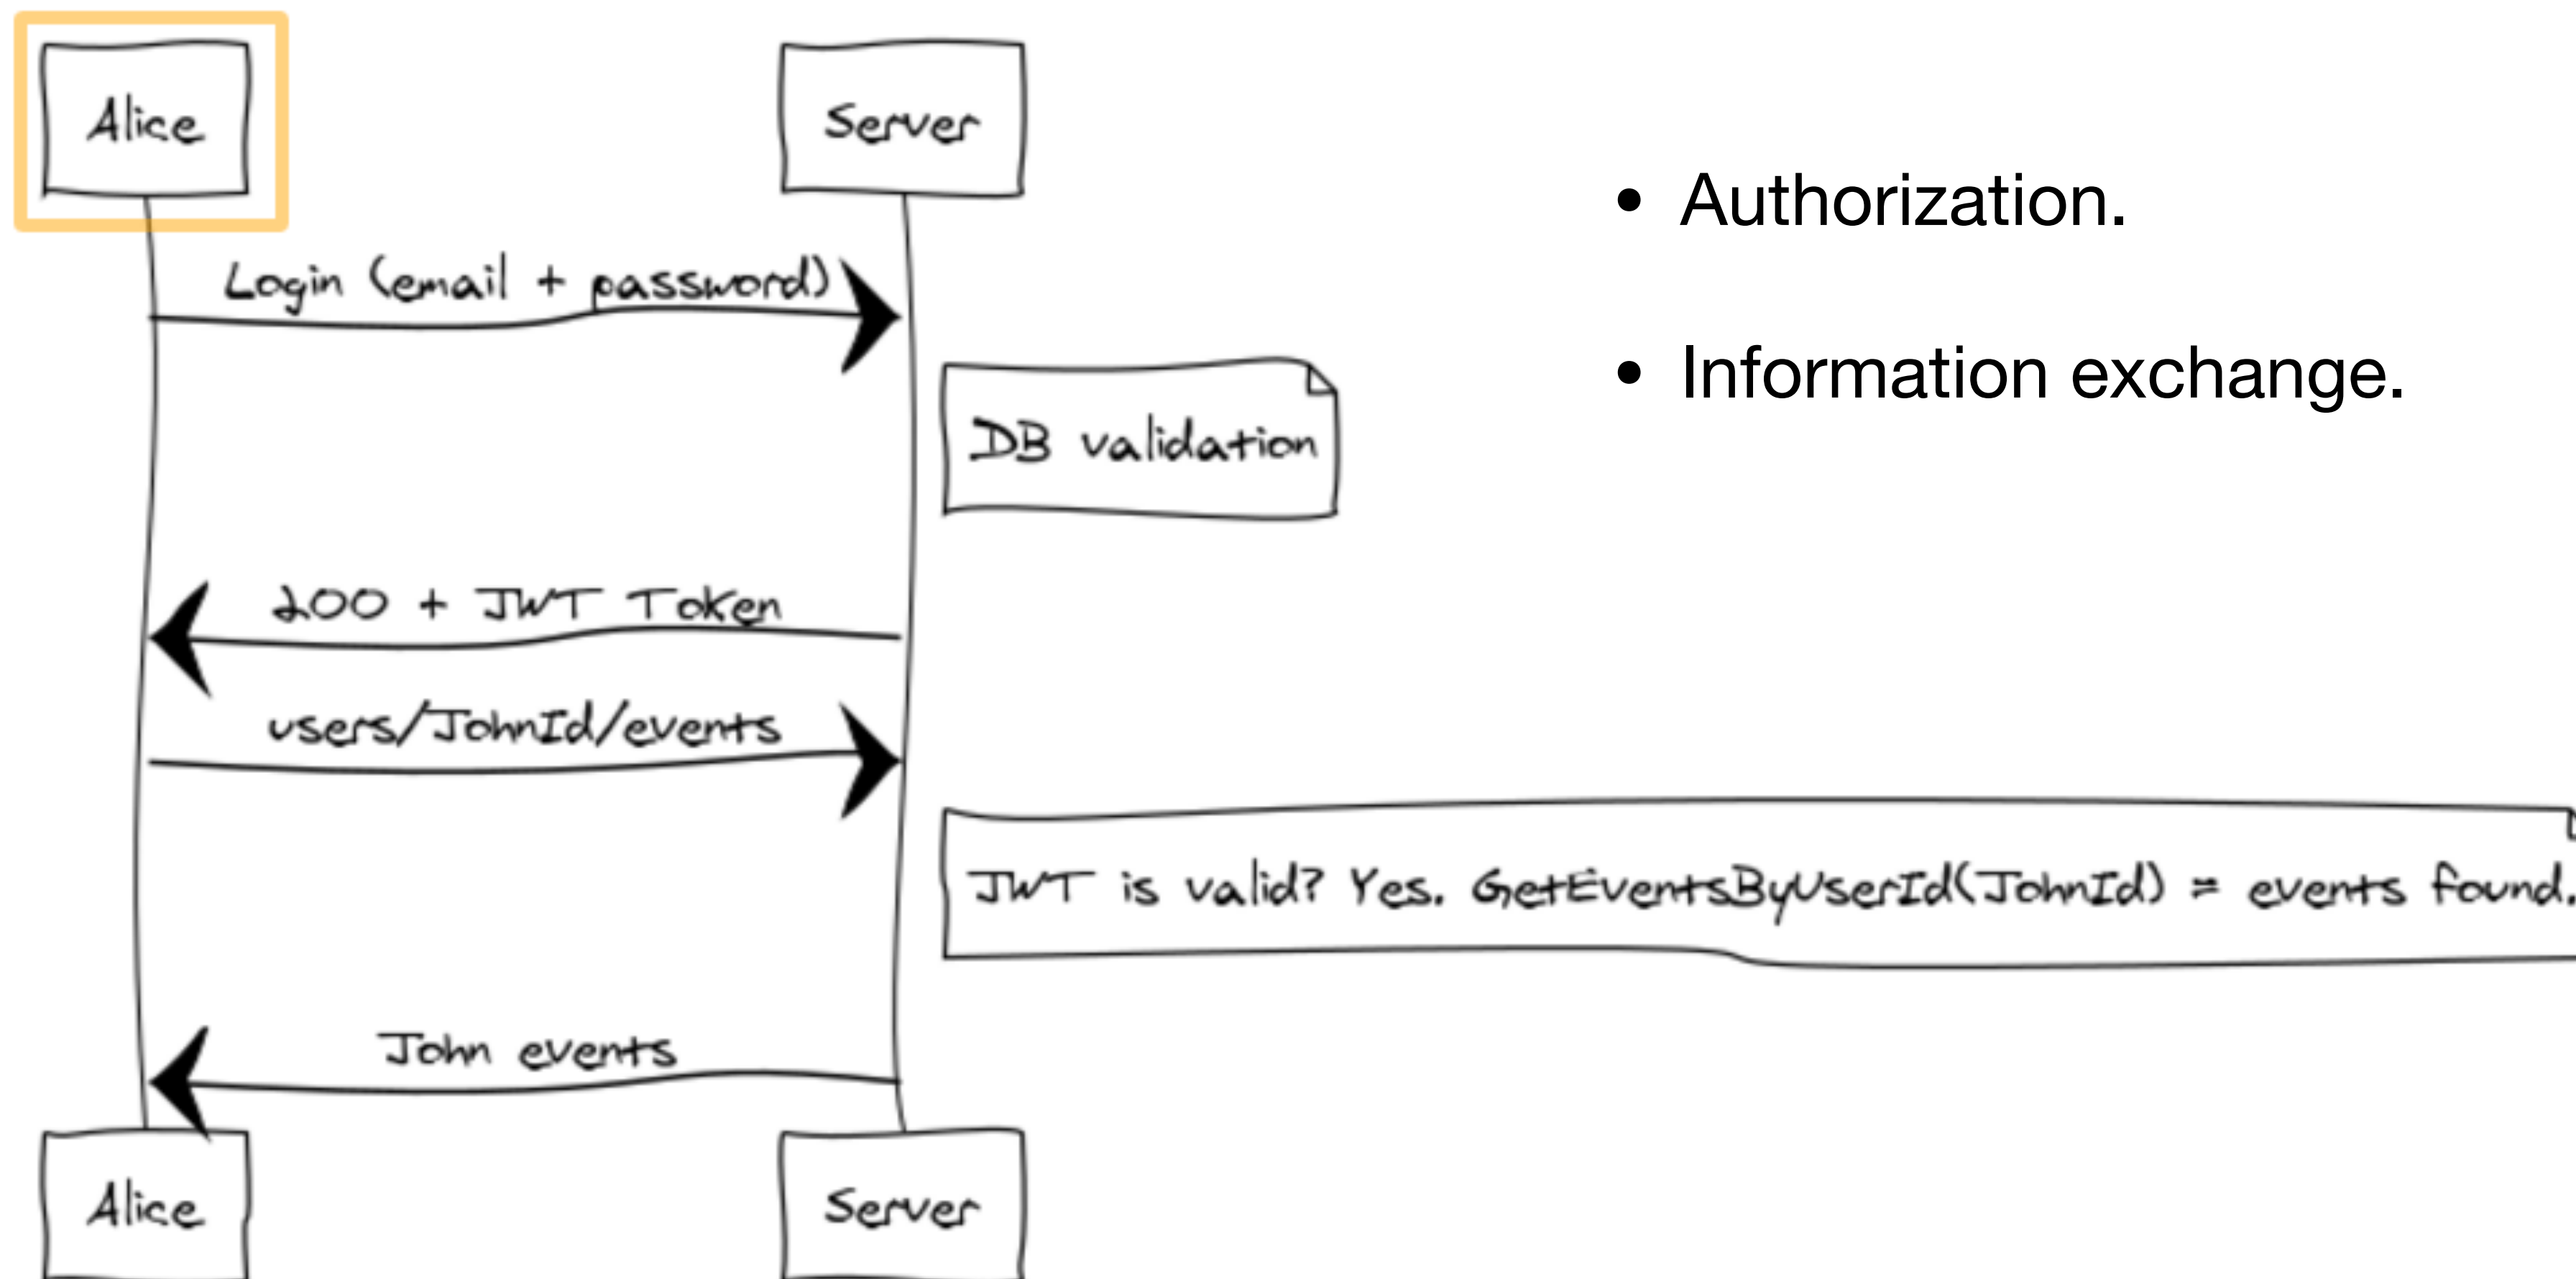 Alice
Server
• Authorization.
Login (email + password)
• Information exchange.
DB validation
200 + JWT Token
users/JohnId/events
JWT is valid? Yes. GetEventsByUserId(JohnId) = events found.
John events
Alice
Server